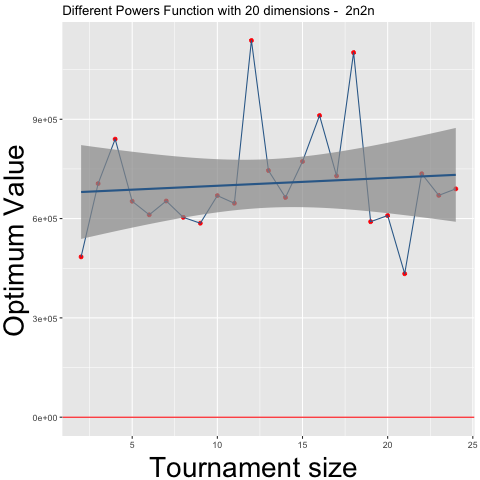 Different Powers Function with 20 dimensions - 2n2n
Optimum Value
9e+05
6e+05
3e+05
0e+00
5
10
15
20
25
Tournament size